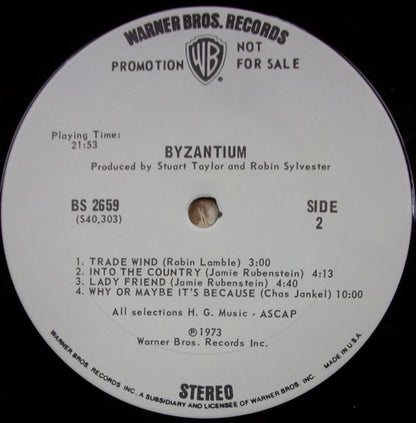 WARNER BROS. RECORDS
PROMOTION WB NOT FOR SALE
®
Playing Time:
21:53
BYZANTIUM
Produced by Stuart Taylor and Robin Sylvester
BS 2659
(S40,303)
SIDE
2
1. TRADE WIND (Robin Lamble) 3:00
2. INTO THE COUNTRY (Jamie Rubenstein) 4:13
3. LADY FRIEND (Jamie Rubenstein) 4:40
4. WHY OR MAYBE IT'S BECAUSE (Chas Jankel) 10:00
All selections H. G. Music - ASCAP
℗1973
Warner Bros. Records Inc.
STEREO
WARNER BROS. RECORDS INC., A SUBSIDIARY AND LICENSEE OF WARNER BROS. INC. MADE IN U.S.A.